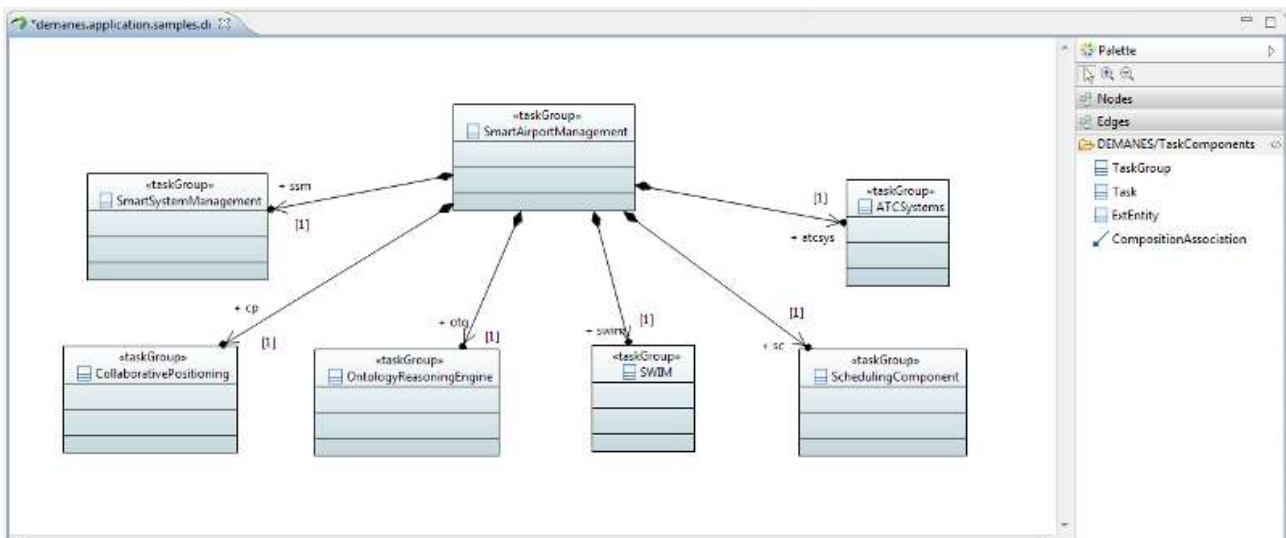 *demanes.application.samples.di
Palette
Nodes
Edges
DEMANES/TaskComponents
TaskGroup
Task
ExtEntity
CompositionAssociation
«taskGroup»
SmartAirportManagement
«taskGroup»
SmartSystemManagement
+ ssm
[1]
[1]
+ atcsys
«taskGroup»
ATCSystems
+ cp
[1]
+ otg
[1]
+ swim
[1]
[1]
+ sc
«taskGroup»
CollaborativePositioning
«taskGroup»
OntologyReasoningEngine
«taskGroup»
SWIM
«taskGroup»
SchedulingComponent